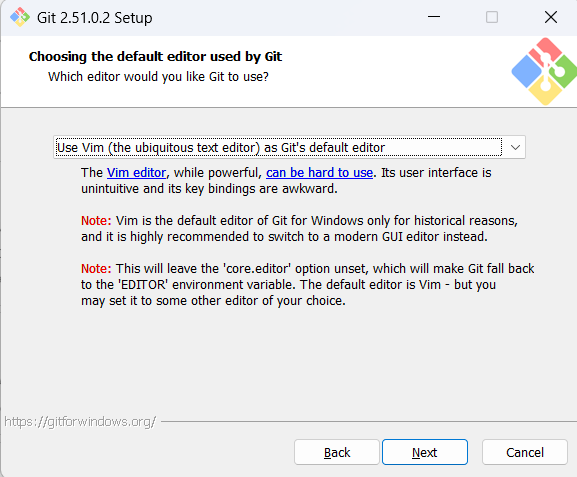 Git 2.51.0.2 Setup
Choosing the default editor used by Git
Which editor would you like Git to use?
Use Vim (the ubiquitous text editor) as Git's default editor
The Vim editor, while powerful, can be hard to use. Its user interface is
unintuitive and its key bindings are awkward.
Note: Vim is the default editor of Git for Windows only for historical reasons,
and it is highly recommended to switch to a modern GUI editor instead.
Note: This will leave the 'core.editor' option unset, which will make Git fall back
to the 'EDITOR' environment variable. The default editor is Vim - but you
may set it to some other editor of your choice.
https://gitforwindows.org/
Back Next Cancel